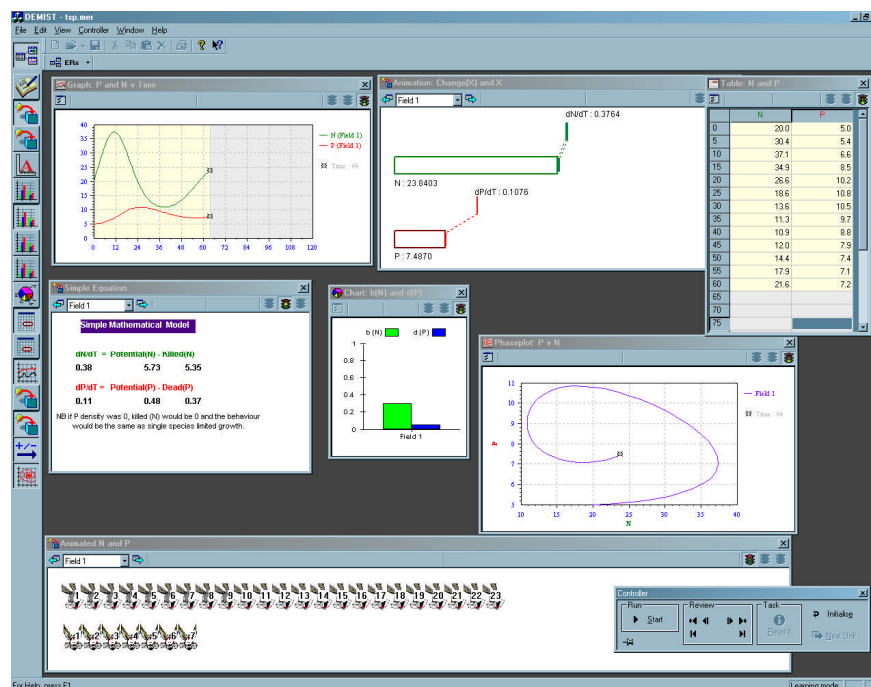 DEMIST - tsp.mer
File Edit View Controller Window Help
ERs
Graph: P and N v Time
40
35
30
25
20
15
10
5
0
0 12 24 36 48 60 72 84 96 108 120
N (Field 1)
P (Field 1)
Time : 64
Animation: Change(X) and X
Field 1
dN/dT : 0.3764
N : 23.8403
dP/dT : 0.1076
P : 7.4870
Table: N and P
N P
0 20.0 5.0
5 30.4 5.4
10 37.1 6.6
15 34.9 8.5
20 26.6 10.2
25 18.6 10.8
30 13.6 10.5
35 11.3 9.7
40 10.9 8.8
45 12.0 7.9
50 14.4 7.4
55 17.9 7.1
60 21.6 7.2
65
70
75
Simple Equation
Field 1
Simple Mathematical Model
dN/dT = Potential(N) - Killed(N)
0.38 5.73 5.35
dP/dT = Potential(P) - Dead(P)
0.11 0.48 0.37
NB if P density was 0, killed (N) would be 0 and the behaviour
would be the same as single species limited growth.
Chart: b(N) and d(P)
b (N) d (P)
1
0.8
0.6
0.4
0.2
0
Field 1
Phaseplot: P v N
11
10
9
8
7
6
5
P
10 15 20 25 30 35 40
N
Field 1
Time : 64
Animated N and P
Field 1
1 2 3 4 5 6 7 8 9 10 11 12 13 14 15 16 17 18 19 20 21 22 23
1 2 3 4 5 6 7
Controller
Run Review Task
Start
Read it
Initialise
Next Unit
For Help, press F1
Learning mode